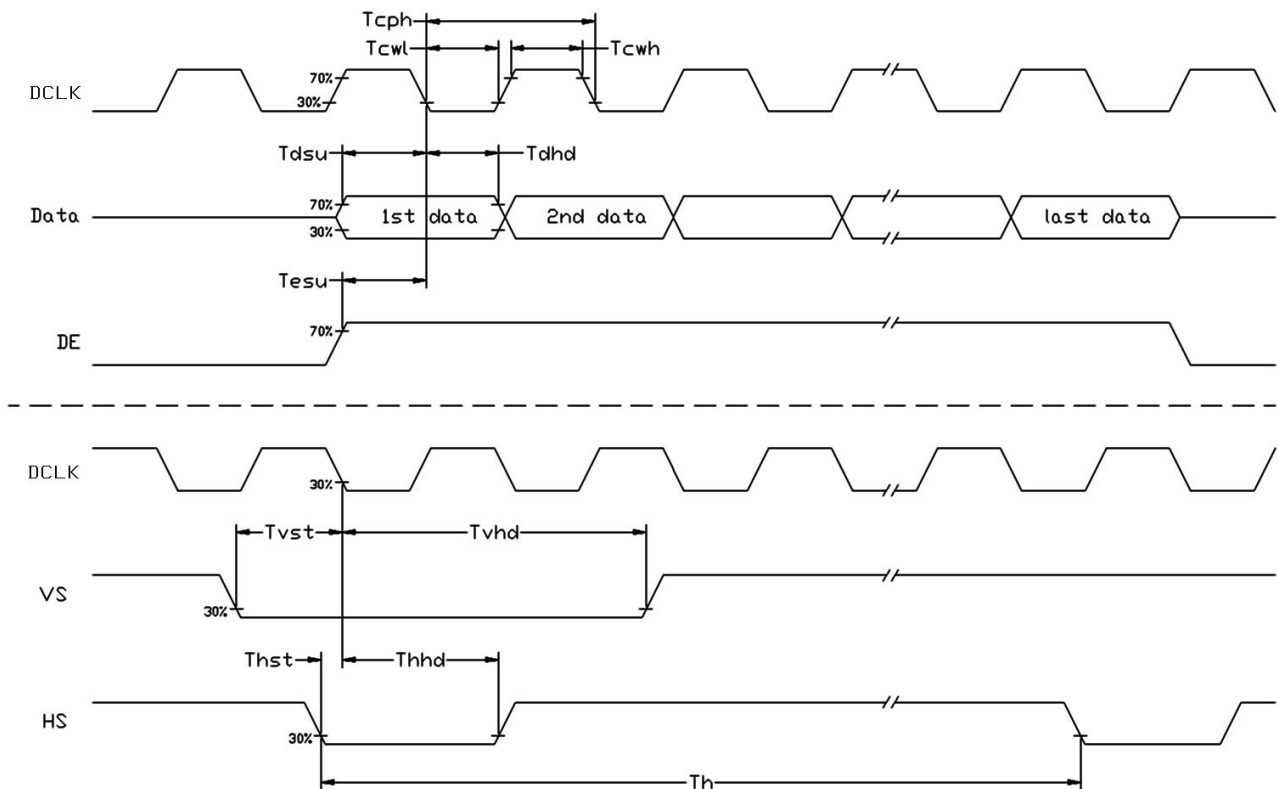 Tcph
Tcwl Tcwh
DCLK 70%
30%
Tdsu Tdhd
Data 70% 1st data 2nd data last data
30%
Tesu
DE 70%
DCLK
30%
Tvst Tvhd
VS
30%
Thst Thhd
HS
30%
Th